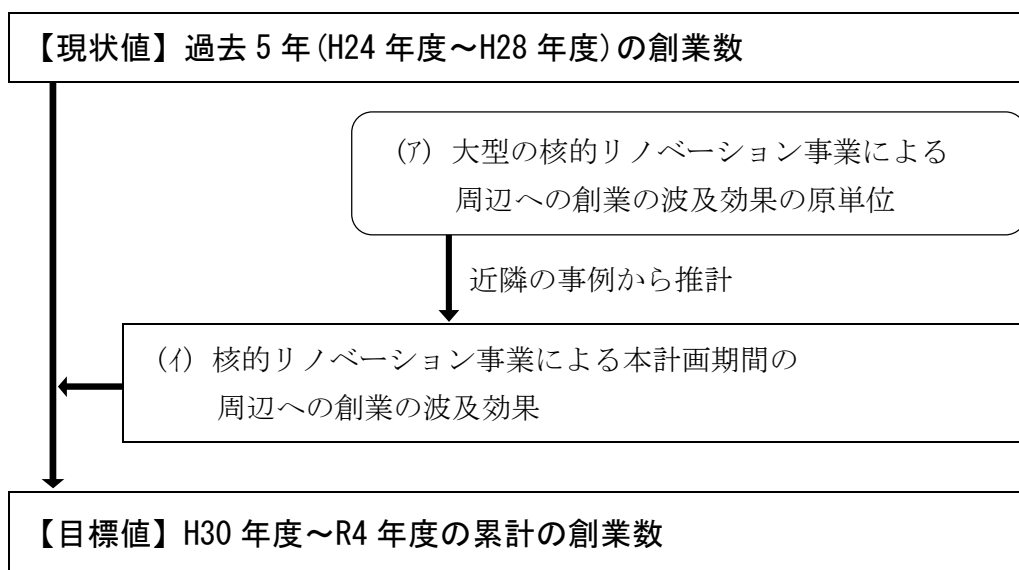 【現状値】過去5年(H24年度～H28年度)の創業数
(ｱ) 大型の核的リノベーション事業による
周辺への創業の波及効果の原単位
近隣の事例から推計
(ｲ) 核的リノベーション事業による本計画期間の
周辺への創業の波及効果
【目標値】H30年度～R4年度の累計の創業数